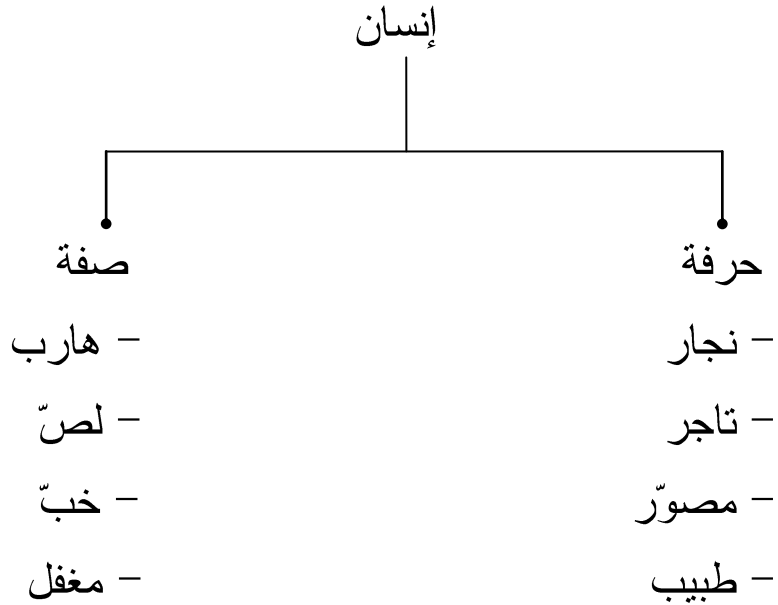 إنسان
حرفة
صفة
– نجار
– هارب
– تاجر
– لصّ
– مصوّر
– خبّ
– طبيب
– مغفل